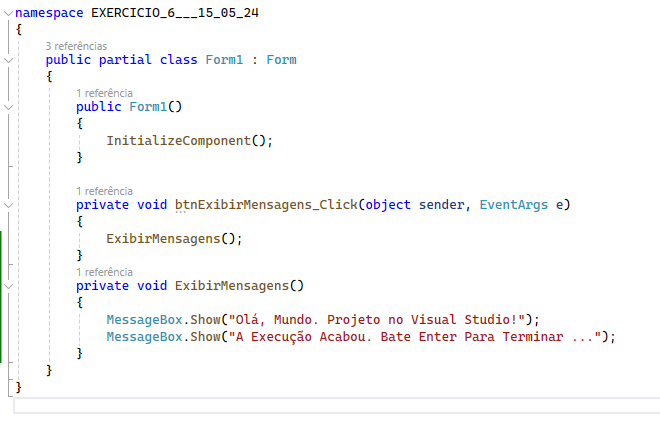 namespace EXERCICIO_6___15_05_24
{
3 referências
public partial class Form1 : Form
{
1 referência
public Form1()
{
InitializeComponent();
}
1 referência
private void btnExibirMensagens_Click(object sender, EventArgs e)
{
ExibirMensagens();
}
1 referência
private void ExibirMensagens()
{
MessageBox.Show("Olá, Mundo. Projeto no Visual Studio!");
MessageBox.Show("A Execução Acabou. Bate Enter Para Terminar ...");
}
}
}